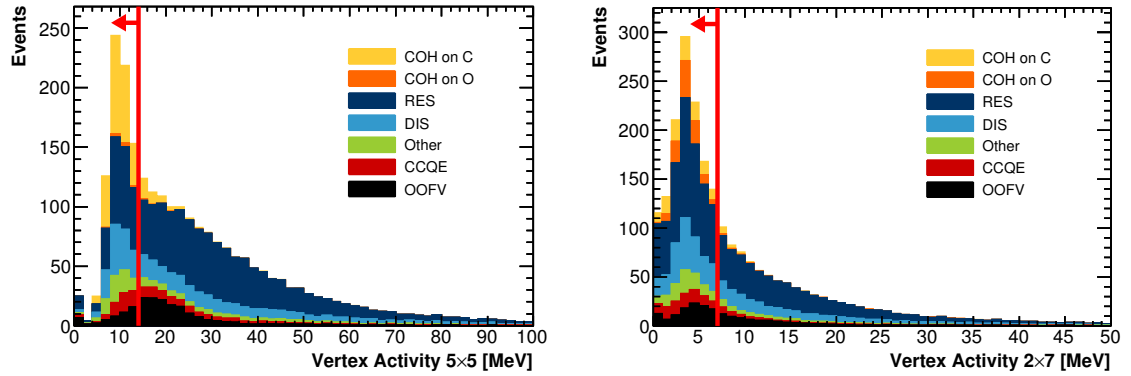 Events
250
200
150
100
50
0
COH on C
COH on O
RES
DIS
Other
CCQE
OOFV
0 10 20 30 40 50 60 70 80 90 100
Vertex Activity 5×5 [MeV]
Events
300
250
200
150
100
50
0
COH on C
COH on O
RES
DIS
Other
CCQE
OOFV
0 5 10 15 20 25 30 35 40 45 50
Vertex Activity 2×7 [MeV]